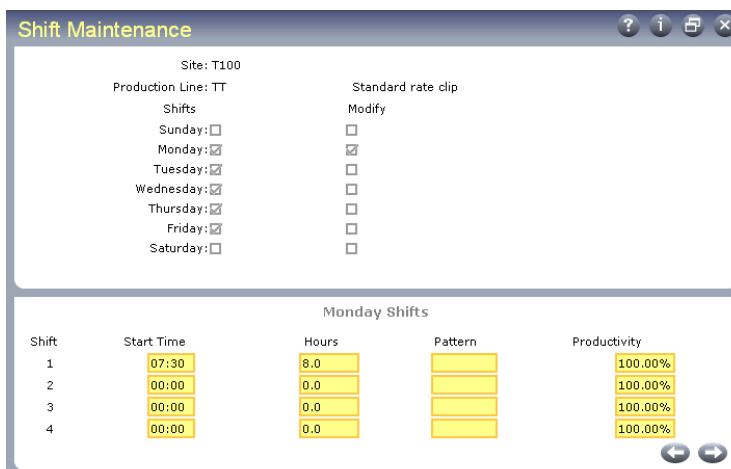 Shift Maintenance
Site: T100
Production Line: TT Standard rate clip
Shifts Modify
Sunday:
Monday:
Tuesday:
Wednesday:
Thursday:
Friday:
Saturday:
Monday Shifts
Shift Start Time Hours Pattern Productivity
1 07:30 8.0 100.00%
2 00:00 0.0 100.00%
3 00:00 0.0 100.00%
4 00:00 0.0 100.00%